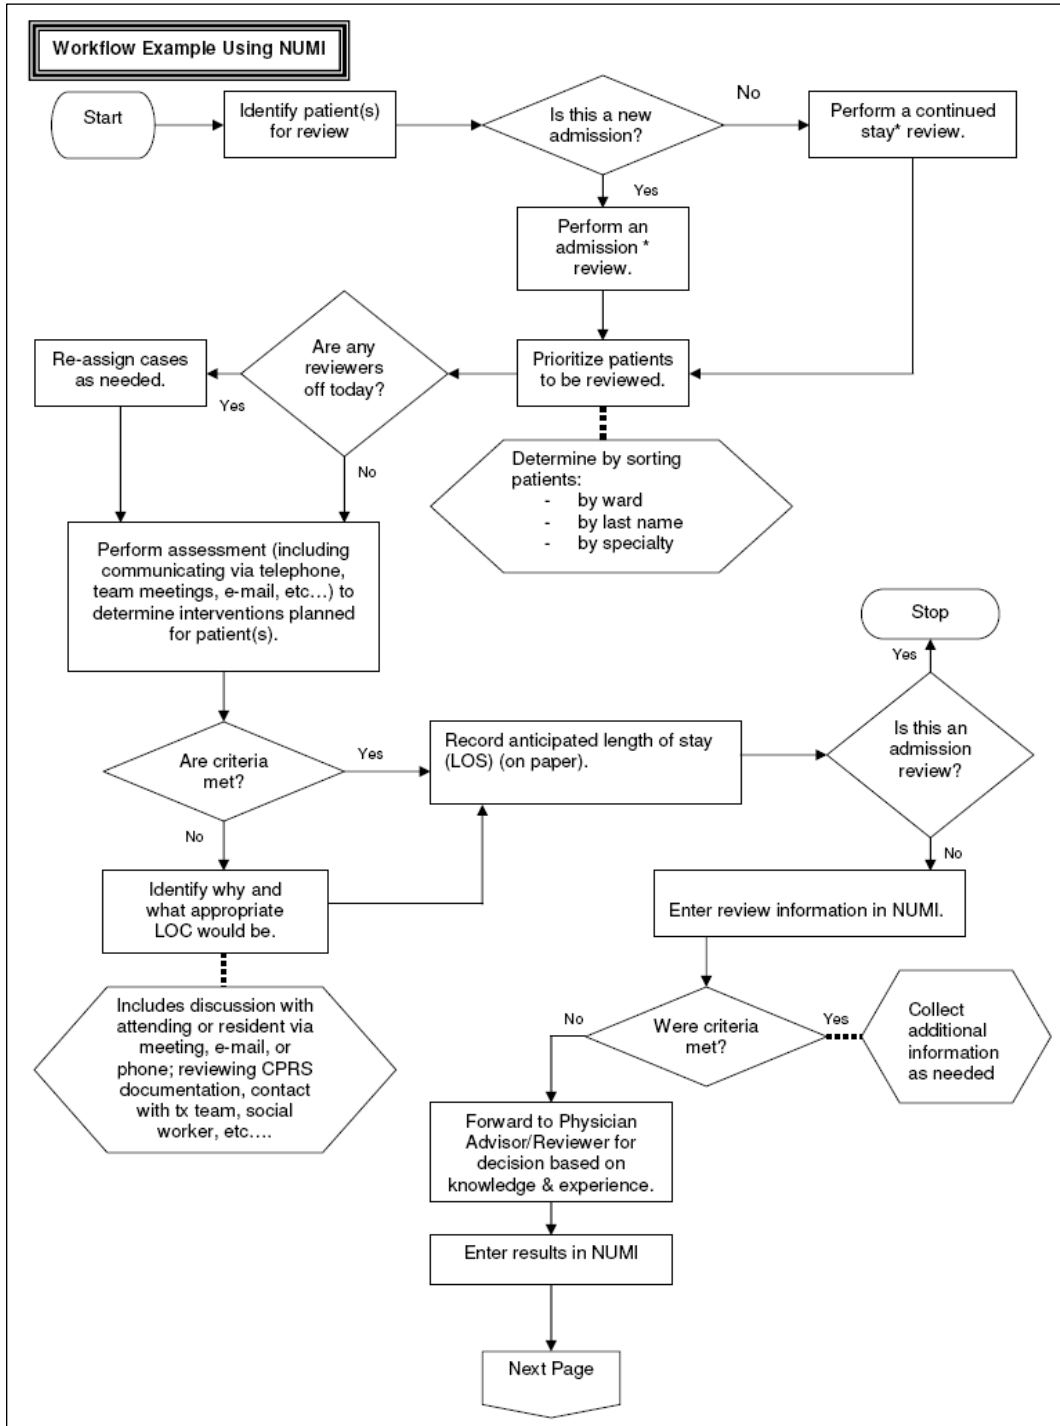 Workflow Example Using NUMI
Start
Identify patient(s)
for review
Is this a new
admission?
No
Perform a continued
stay* review.
Yes
Perform an
admission *
review.
Re-assign cases
as needed.
Yes
Are any
reviewers
off today?
No
Prioritize patients
to be reviewed.
Determine by sorting
patients:
- by ward
- by last name
- by specialty
Perform assessment (including
communicating via telephone,
team meetings, e-mail, etc...) to
determine interventions planned
for patient(s).
Stop
Yes
Are criteria
met?
Yes
Record anticipated length of stay
(LOS) (on paper).
Is this an
admission
review?
No
No
Identify why and
what appropriate
LOC would be.
Enter review information in NUMI.
Includes discussion with
attending or resident via
meeting, e-mail, or
phone; reviewing CPRS
documentation, contact
with tx team, social
worker, etc....
No
Were criteria
met?
Yes
Collect
additional
information
as needed
Forward to Physician
Advisor/Reviewer for
decision based on
knowledge & experience.
Enter results in NUMI
Next Page